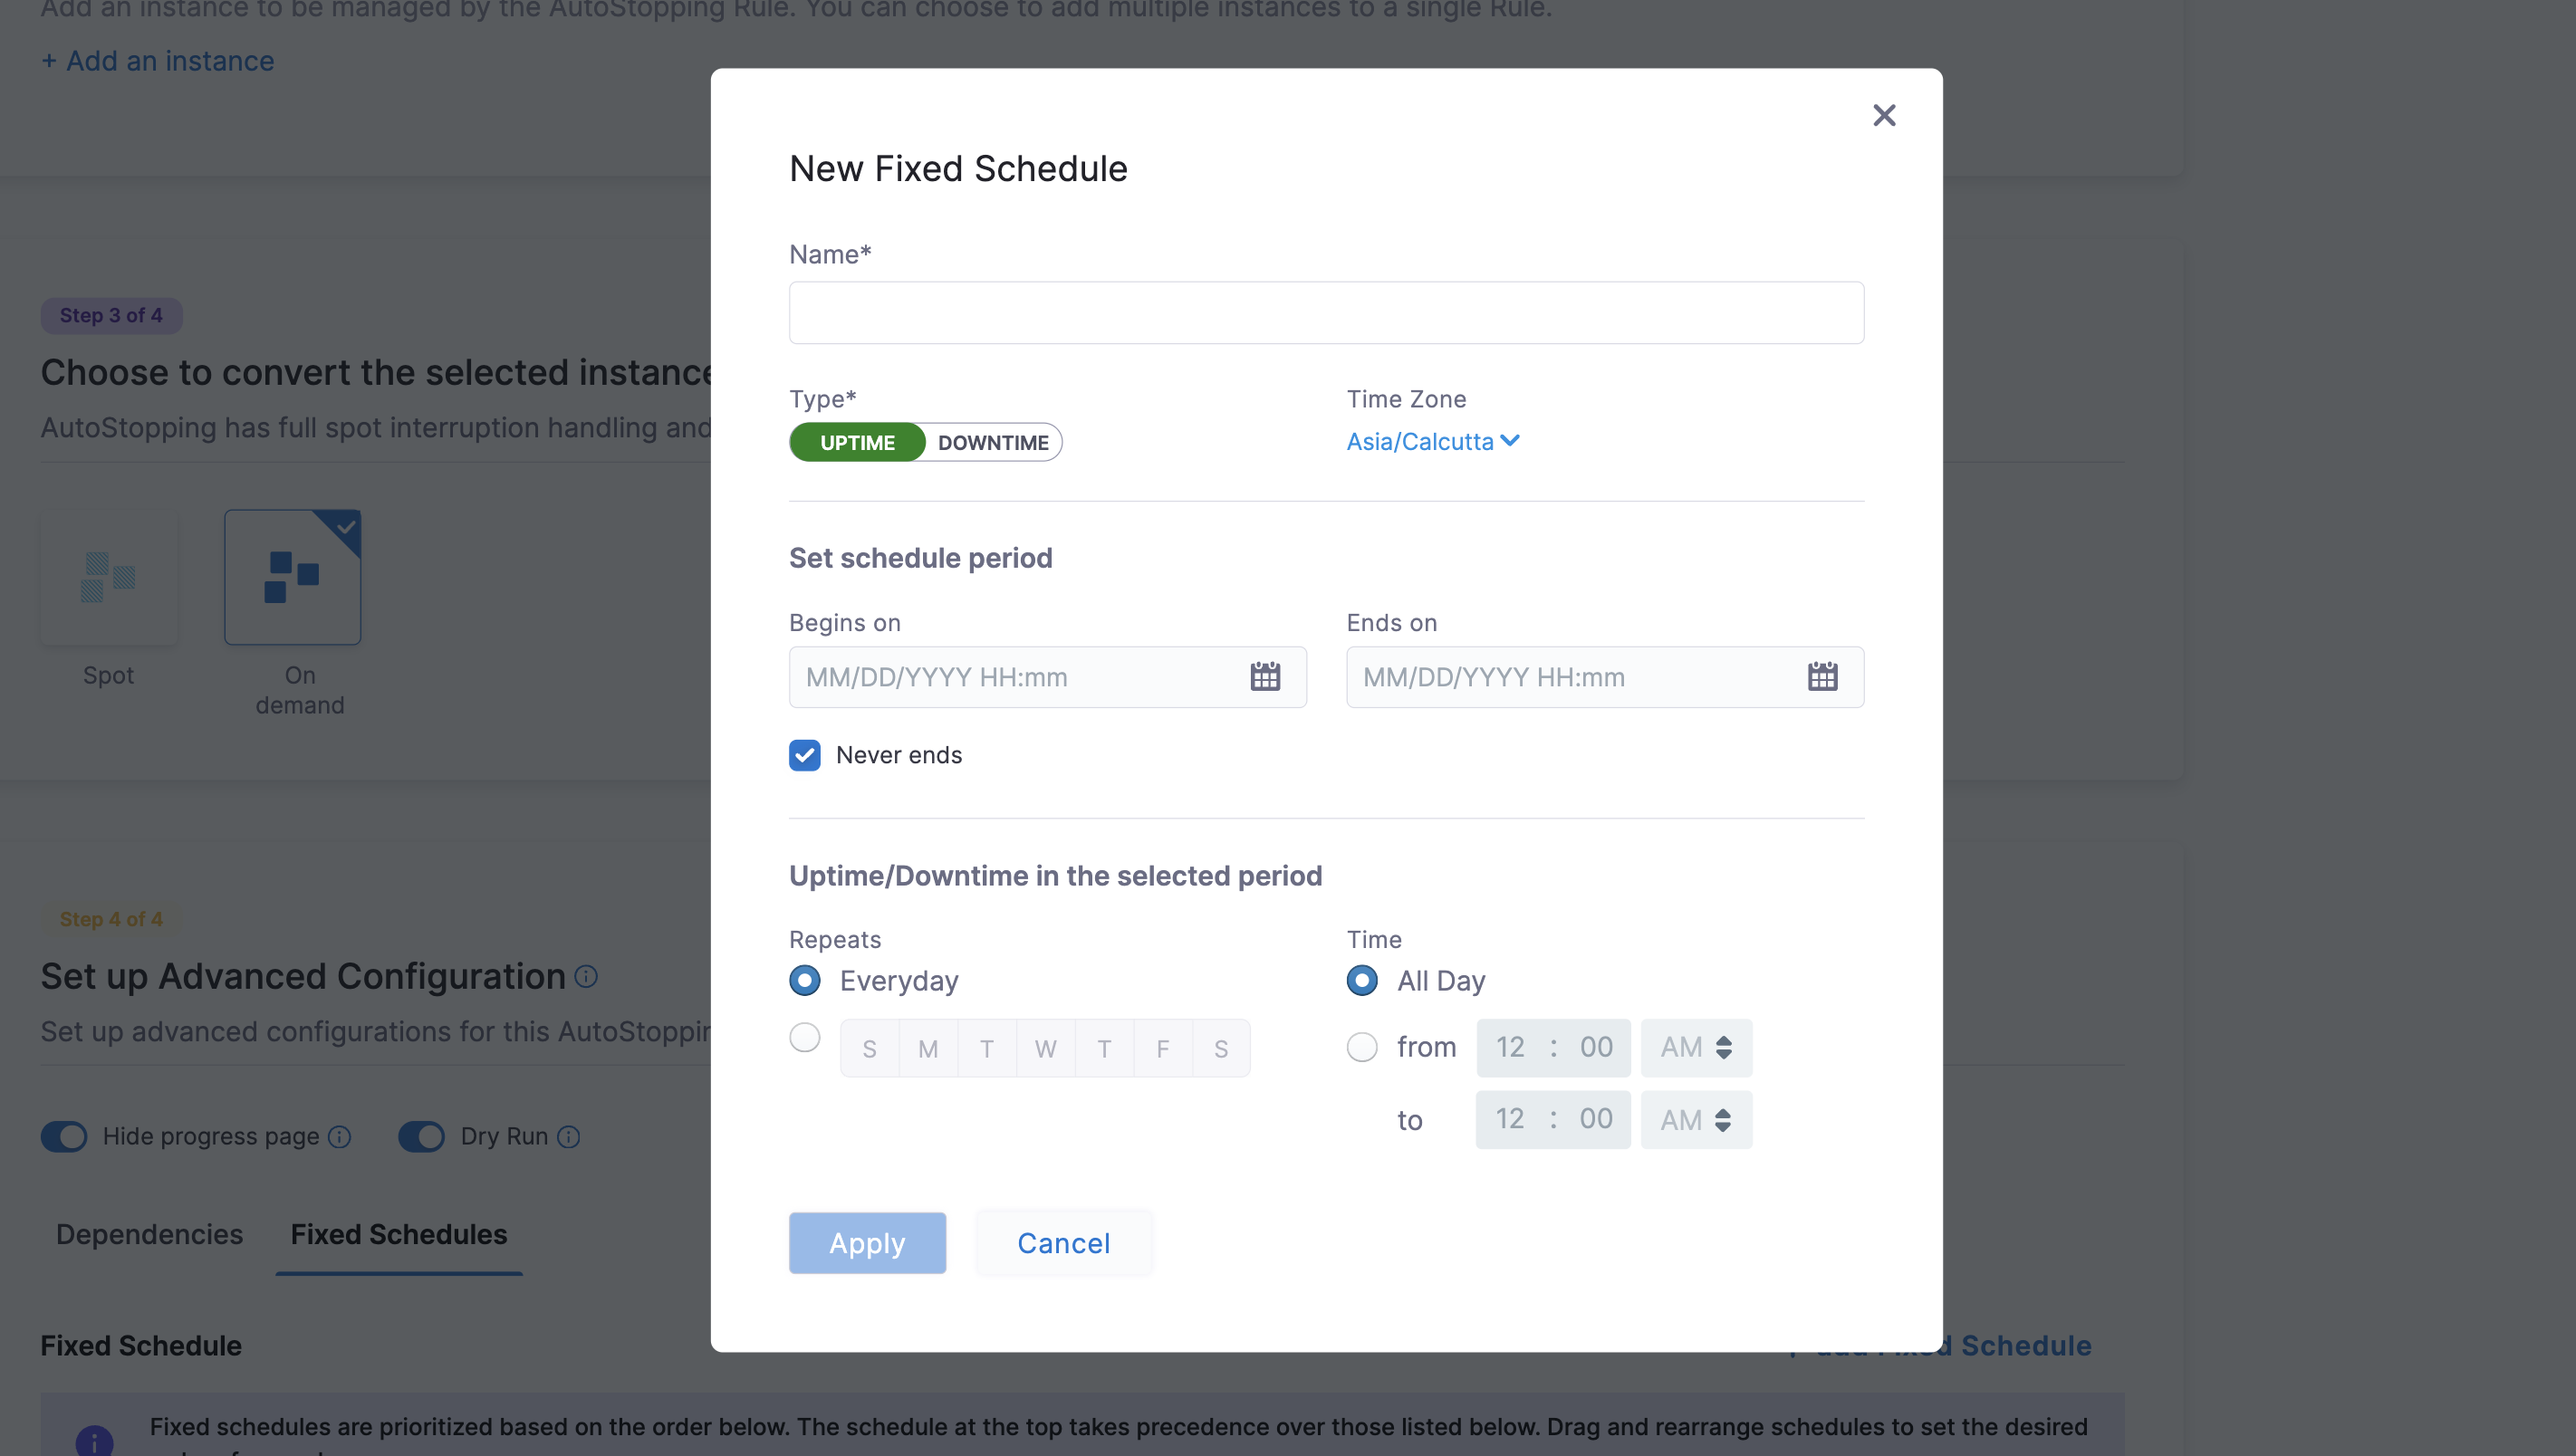 Add an instance to be managed by the AutoStopping Rule. You can choose to add multiple instances to a single Rule.
+ Add an instance
Step 3 of 4
Choose to convert the selected instance
AutoStopping has full spot interruption handling and
Spot
On
demand
Step 4 of 4
Set up Advanced Configuration
Set up advanced configurations for this AutoStoppin
Hide progress page
Dry Run
Dependencies
Fixed Schedules
Fixed Schedule
Schedule
Fixed schedules are prioritized based on the order below. The schedule at the top takes precedence over those listed below. Drag and rearrange schedules to set the desired
New Fixed Schedule
Name*
Type*
UPTIME DOWNTIME
Time Zone
Asia/Calcutta
Set schedule period
Begins on
MM/DD/YYYY HH:mm
Ends on
MM/DD/YYYY HH:mm
Never ends
Uptime/Downtime in the selected period
Repeats
Everyday
S M T W T F S
Time
All Day
from 12 : 00 AM
to 12 : 00 AM
Apply
Cancel